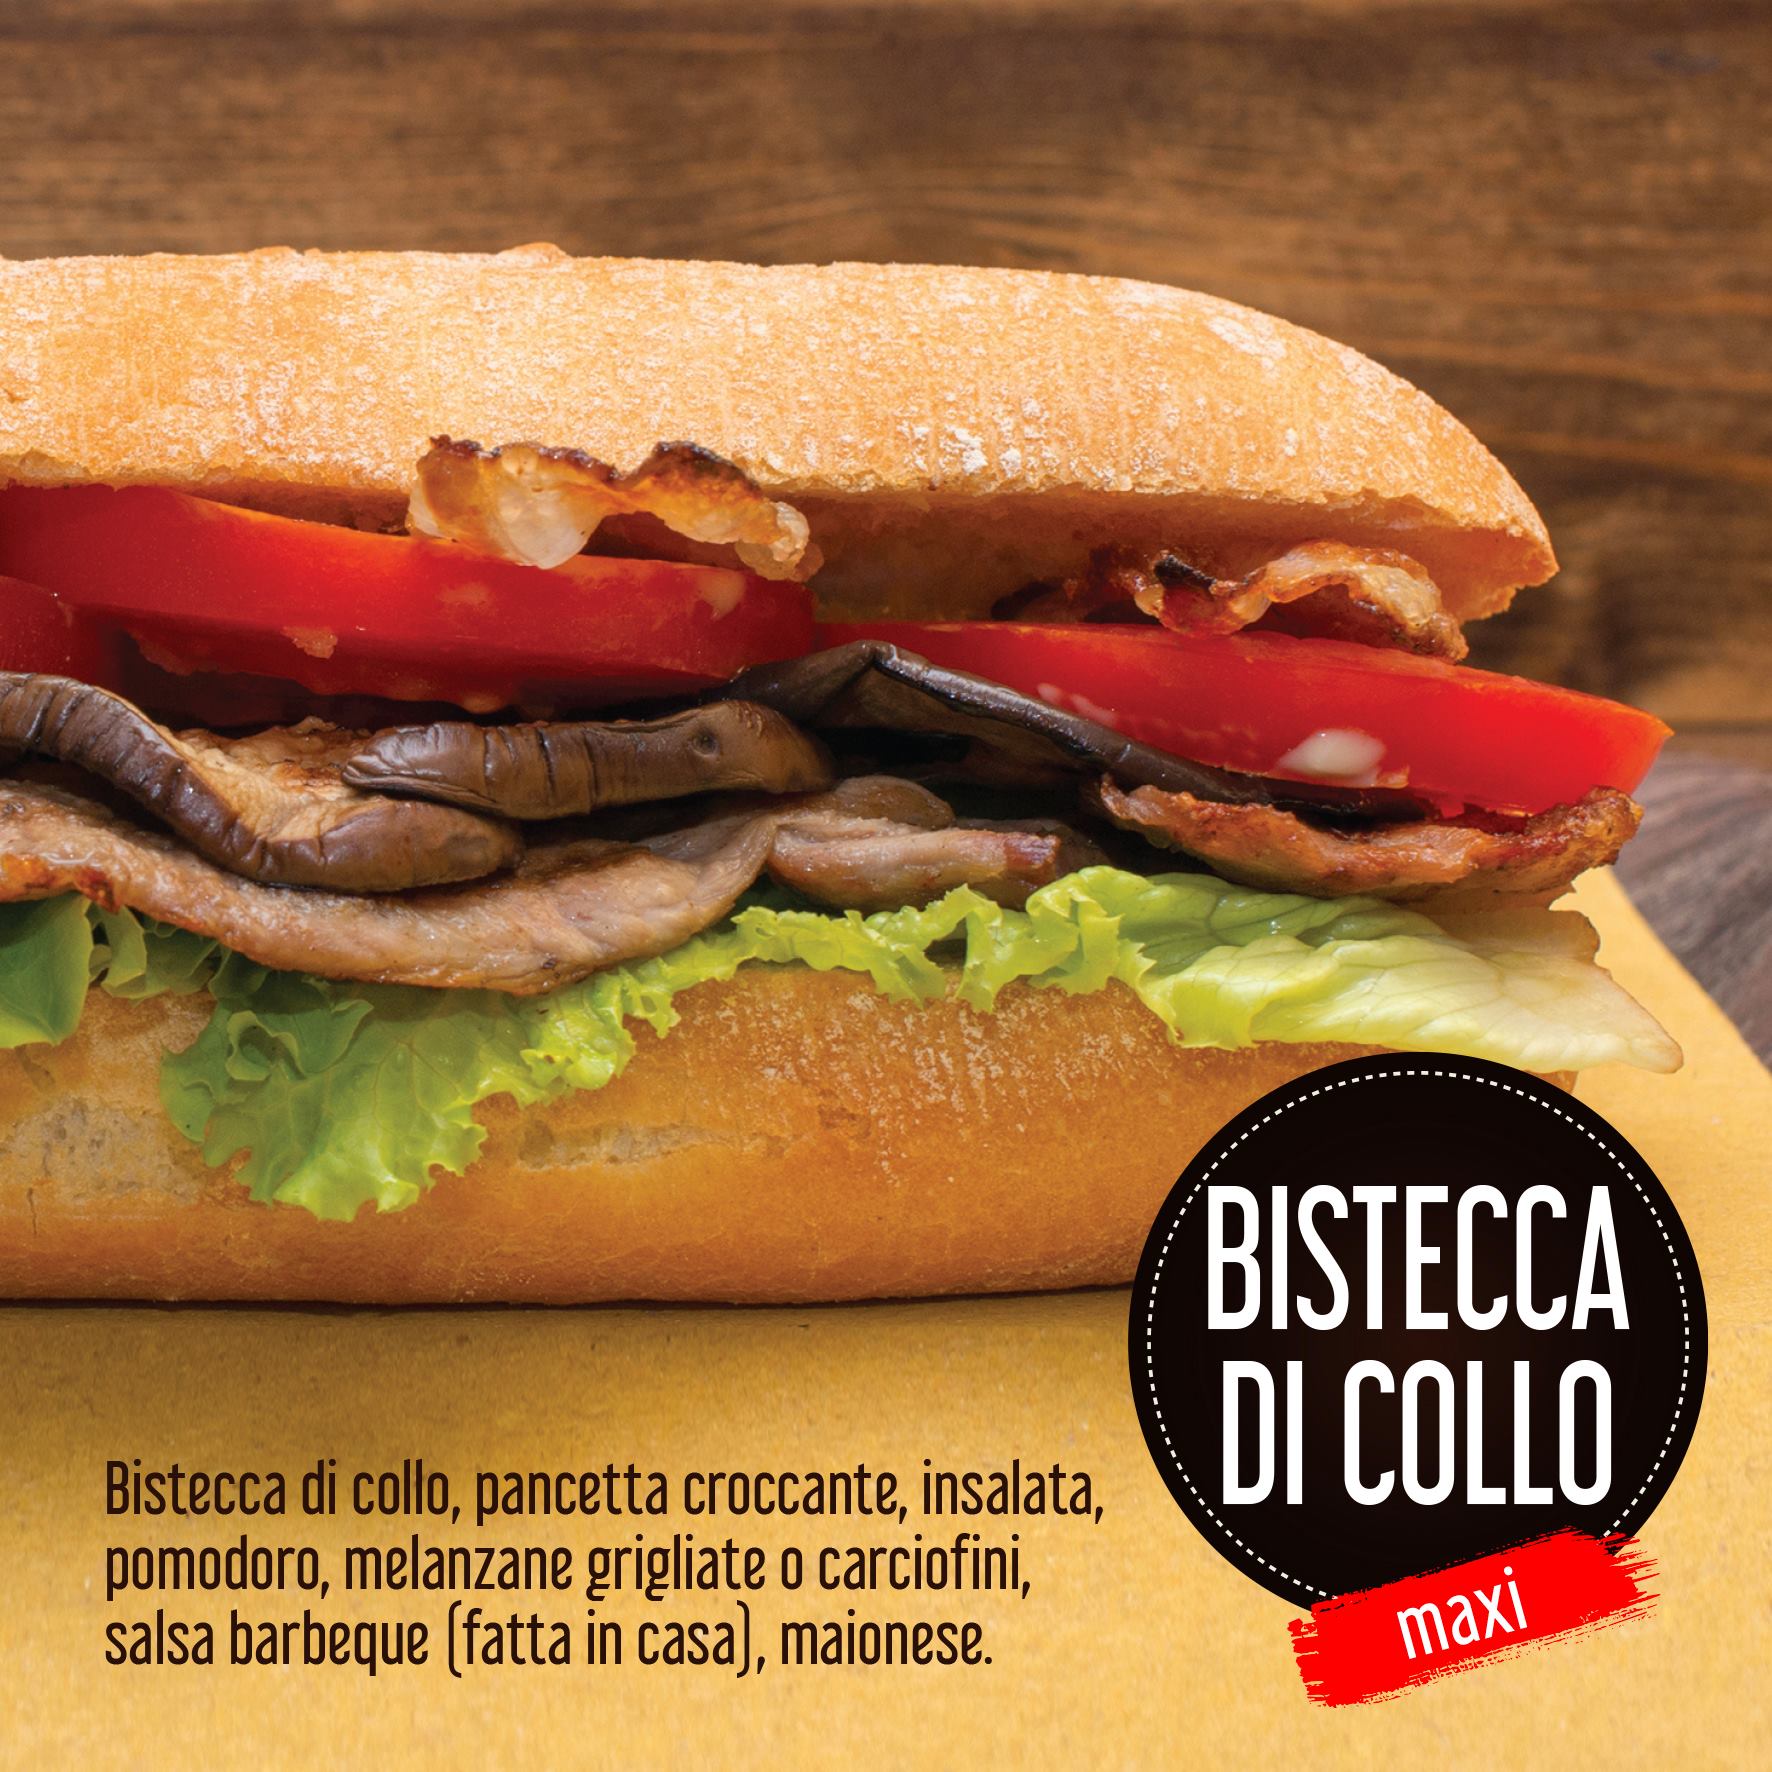 BISTECCA
DI COLLO
maxi
Bistecca di collo, pancetta croccante, insalata,
pomodoro, melanzane grigliate o carciofini,
salsa barbeque (fatta in casa), maionese.